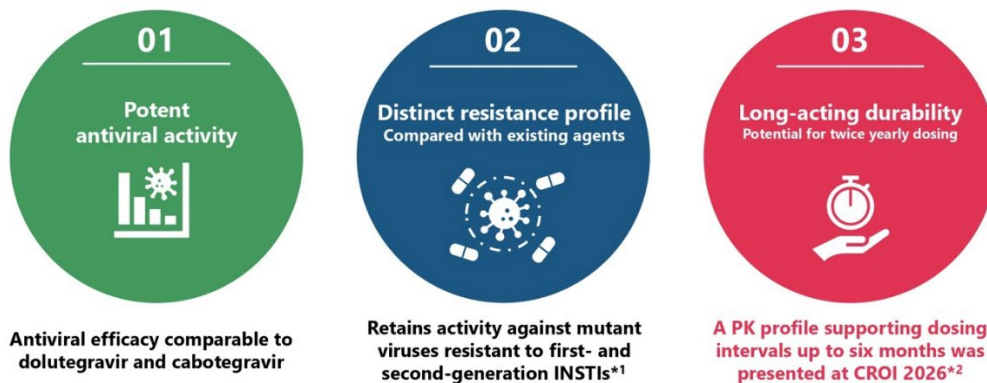 01
Potent
antiviral activity
Antiviral efficacy comparable to
dolutegravir and cabotegravir
02
Distinct resistance profile
Compared with existing agents
Retains activity against mutant
viruses resistant to first- and
second-generation INSTIs*1
03
Long-acting durability
Potential for twice yearly dosing
A PK profile supporting dosing
intervals up to six months was
presented at CROI 2026*2